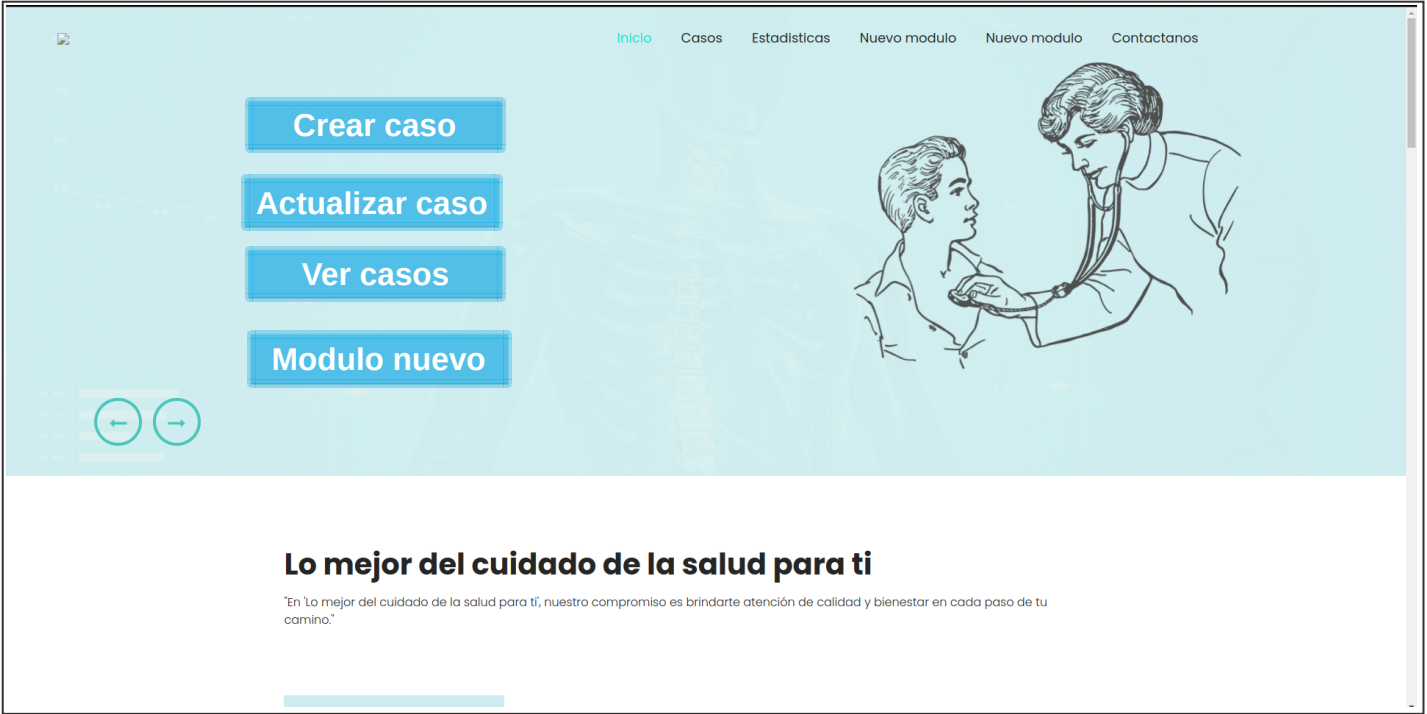 Inicio Casos Estadisticas Nuevo modulo Nuevo modulo Contactanos
Crear caso
Actualizar caso
Ver casos
Modulo nuevo
Lo mejor del cuidado de la salud para ti
"En 'Lo mejor del cuidado de la salud para ti', nuestro compromiso es brindarte atención de calidad y bienestar en cada paso de tu
camino."